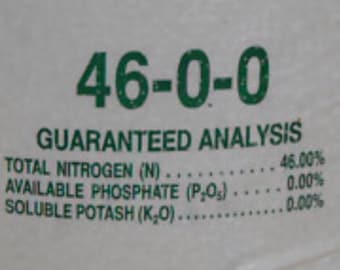 46-0-0
GUARANTEED ANALYSIS
TOTAL NITROGEN (N) . . . . . . . . . . . 46.00%
AVAILABLE PHOSPHATE (P₂O₅) . . . . . 0.00%
SOLUBLE POTASH (K₂O) . . . . . . . . . . . . . 0.00%